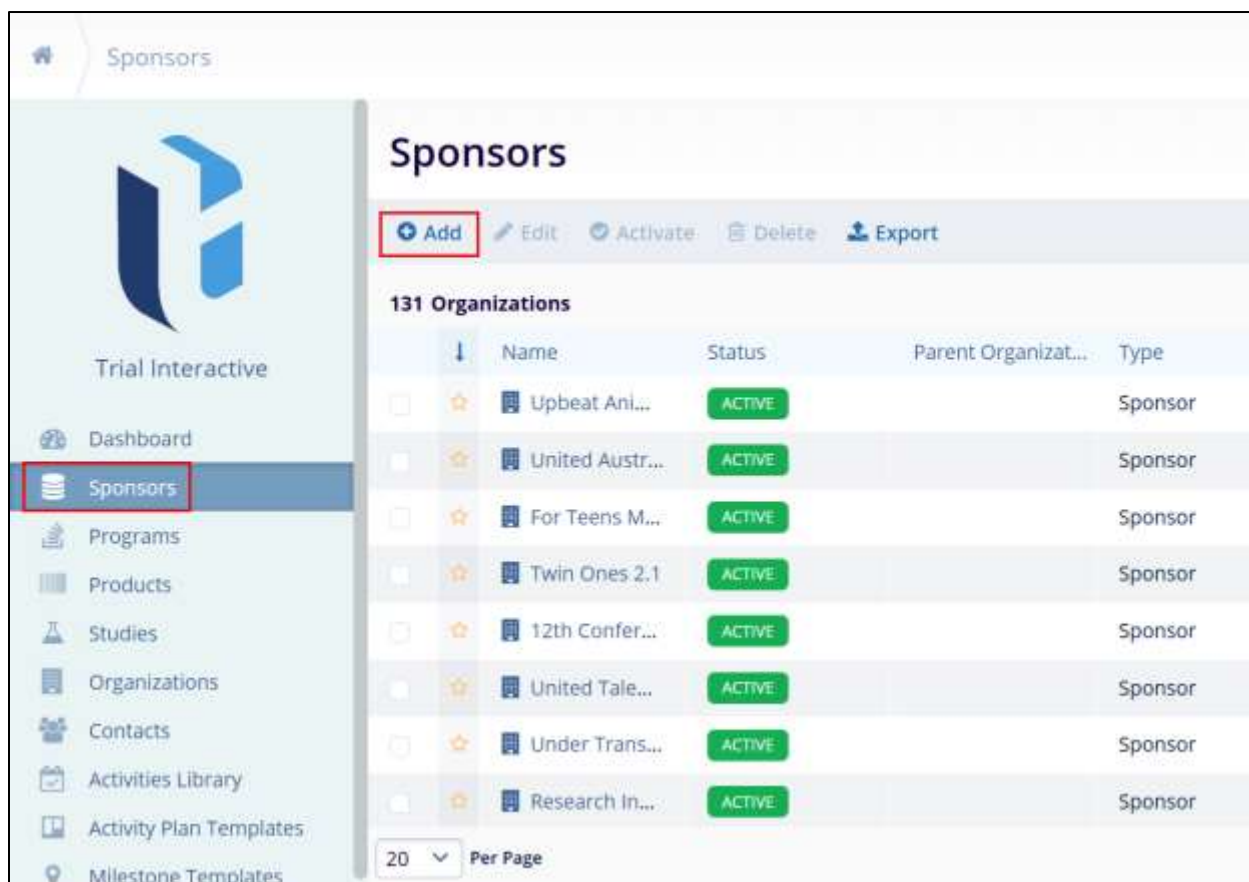 Sponsors
Trial Interactive
Dashboard
Sponsors
Programs
Products
Studies
Organizations
Contacts
Activities Library
Activity Plan Templates
Milestone Templates
Sponsors
Add Edit Activate Delete Export
131 Organizations
Name Status Parent Organizat... Type
Upbeat Ani... ACTIVE Sponsor
United Austr... ACTIVE Sponsor
For Teens M... ACTIVE Sponsor
Twin Ones 2.1 ACTIVE Sponsor
12th Confer... ACTIVE Sponsor
United Tale... ACTIVE Sponsor
Under Trans... ACTIVE Sponsor
Research In... ACTIVE Sponsor
20 Per Page